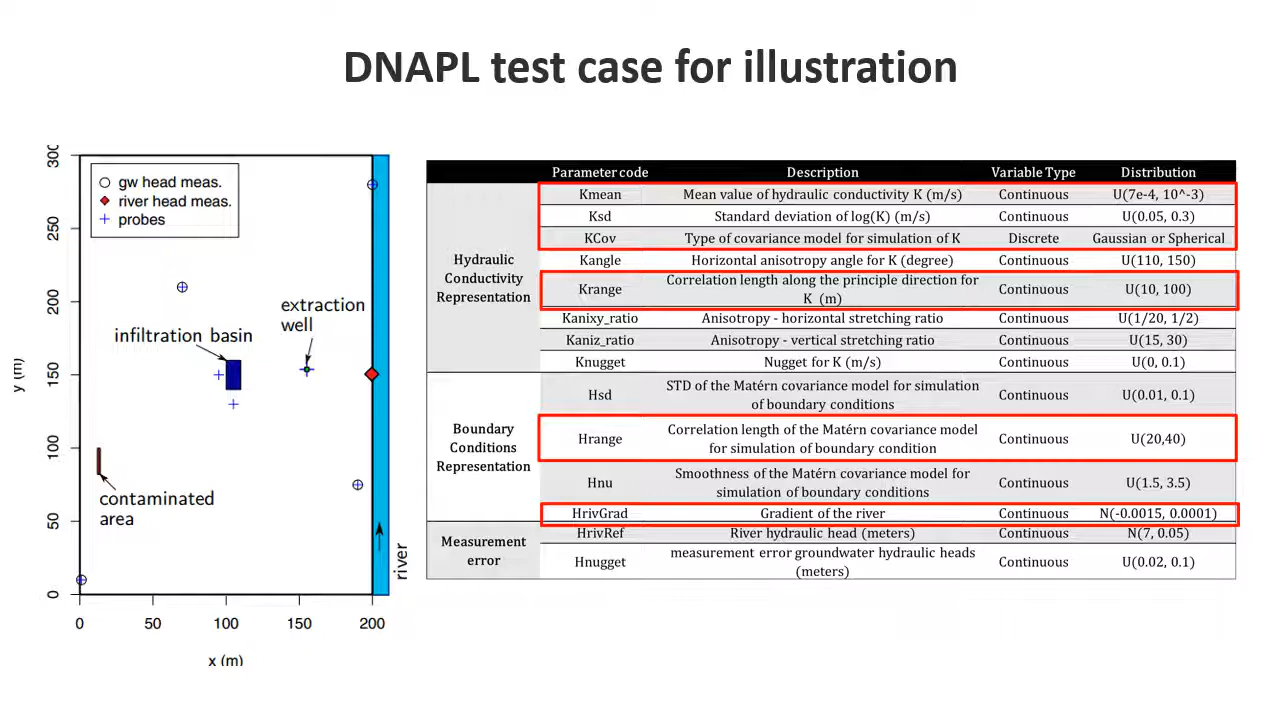 DNAPL test case for illustration
gw head meas.
river head meas.
probes
extraction
well
infiltration basin
contaminated
area
river
y (m)
300
250
200
150
100
50
0
0 50 100 150 200
x (m)
Parameter code Description Variable Type Distribution
Hydraulic
Conductivity
Representation
Kmean Mean value of hydraulic conductivity K (m/s) Continuous U(7e-4, 10^-3)
Ksd Standard deviation of log(K) (m/s) Continuous U(0.05, 0.3)
KCov Type of covariance model for simulation of K Discrete Gaussian or Spherical
Kangle Horizontal anisotropy angle for K (degree) Continuous U(110, 150)
Krange Correlation length along the principle direction for
K (m) Continuous U(10, 100)
Kanixy_ratio Anisotropy - horizontal stretching ratio Continuous U(1/20, 1/2)
Kaniz_ratio Anisotropy - vertical stretching ratio Continuous U(15, 30)
Knugget Nugget for K (m/s) Continuous U(0, 0.1)
Boundary
Conditions
Representation
Hsd STD of the Matérn covariance model for simulation
of boundary conditions Continuous U(0.01, 0.1)
Hrange Correlation length of the Matérn covariance model
for simulation of boundary condition Continuous U(20,40)
Hnu Smoothness of the Matérn covariance model for
simulation of boundary conditions Continuous U(1.5, 3.5)
HrivGrad Gradient of the river Continuous N(-0.0015, 0.0001)
Measurement
error
HrivRef River hydraulic head (meters) Continuous N(7, 0.05)
Hnugget measurement error groundwater hydraulic heads
(meters) Continuous U(0.02, 0.1)